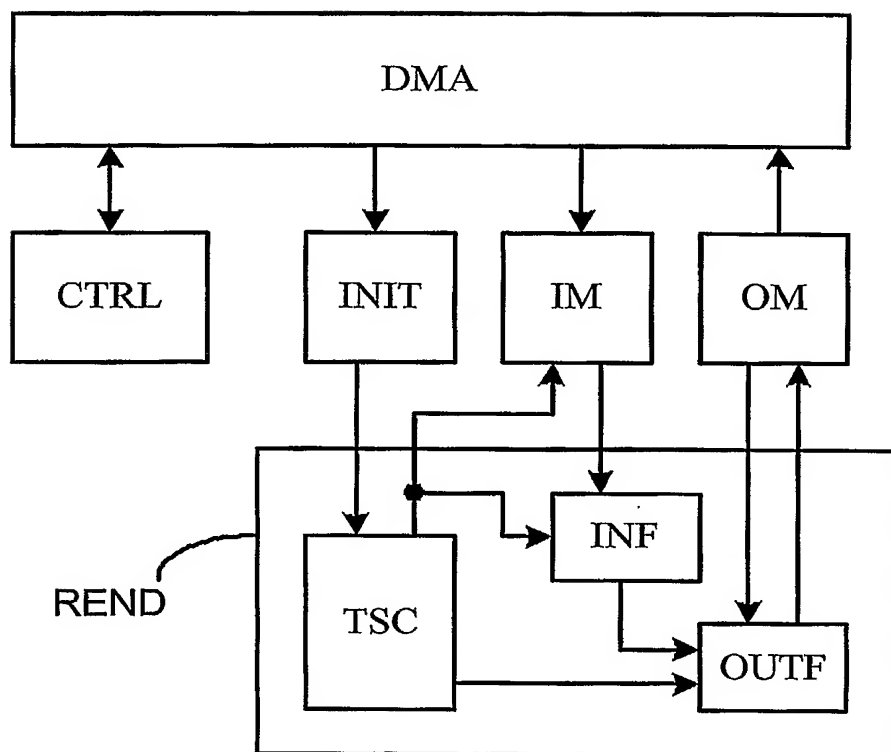 DMA
CTRL
INIT
IM
OM
INF
REND
TSC
OUTF